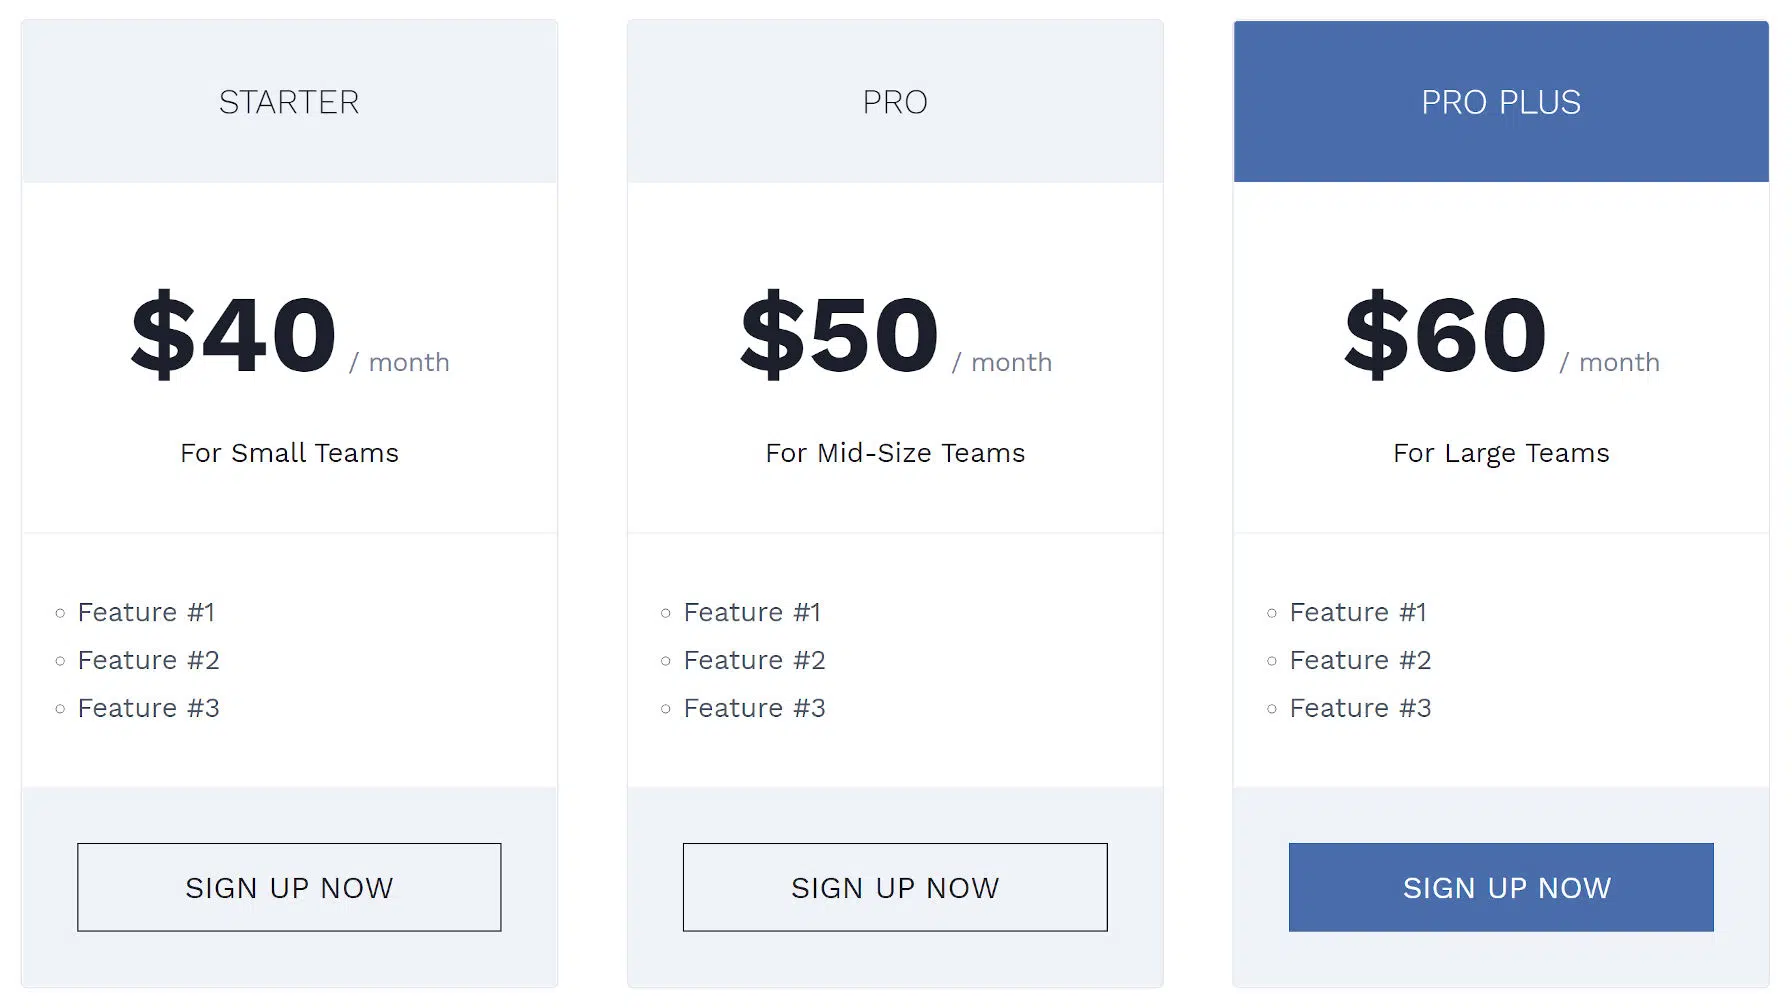 STARTER
$40 / month
For Small Teams
Feature #1
Feature #2
Feature #3
SIGN UP NOW
PRO
$50 / month
For Mid-Size Teams
Feature #1
Feature #2
Feature #3
SIGN UP NOW
PRO PLUS
$60 / month
For Large Teams
Feature #1
Feature #2
Feature #3
SIGN UP NOW